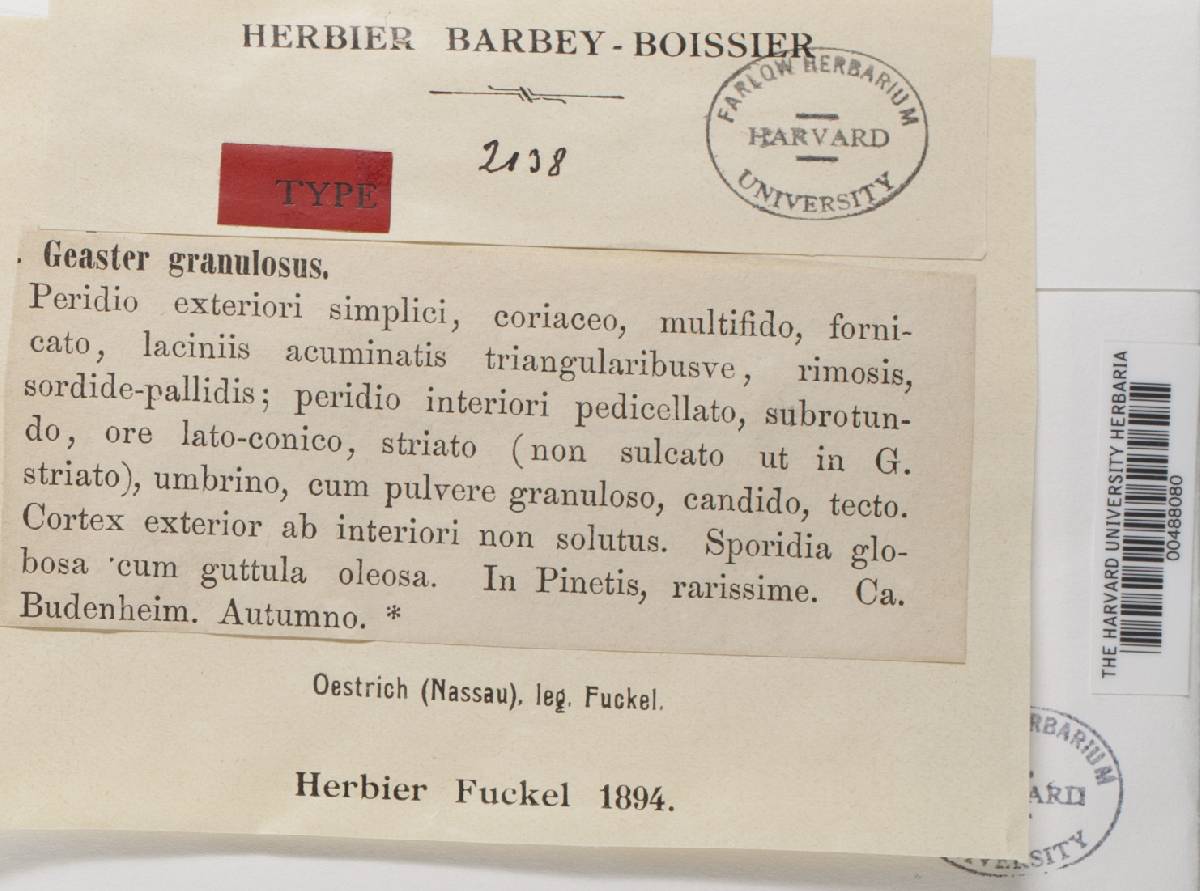 HERBIER BARBEY-BOISSIER
FARLOW HERBARIUM
HARVARD
UNIVERSITY
2138
TYPE
. Geaster granulosus.
Peridio exteriori simplici, coriaceo, multifido, forni-
cato, laciniis acuminatis triangularibusve, rimosis,
sordide-pallidis; peridio interiori pedicellato, subrotun-
do, ore lato-conico, striato (non sulcato ut in G.
striato), umbrino, cum pulvere granuloso, candido, tecto.
Cortex exterior ab interiori non solutus. Sporidia glo-
bosa cum guttula oleosa. In Pinetis, rarissime. Ca.
Budenheim. Autumno. *
Oestrich (Nassau), leg. Fuckel.
Herbier Fuckel 1894.
THE HARVARD UNIVERSITY HERBARIA
00488080
RBARIUM
ARD
VERSITY